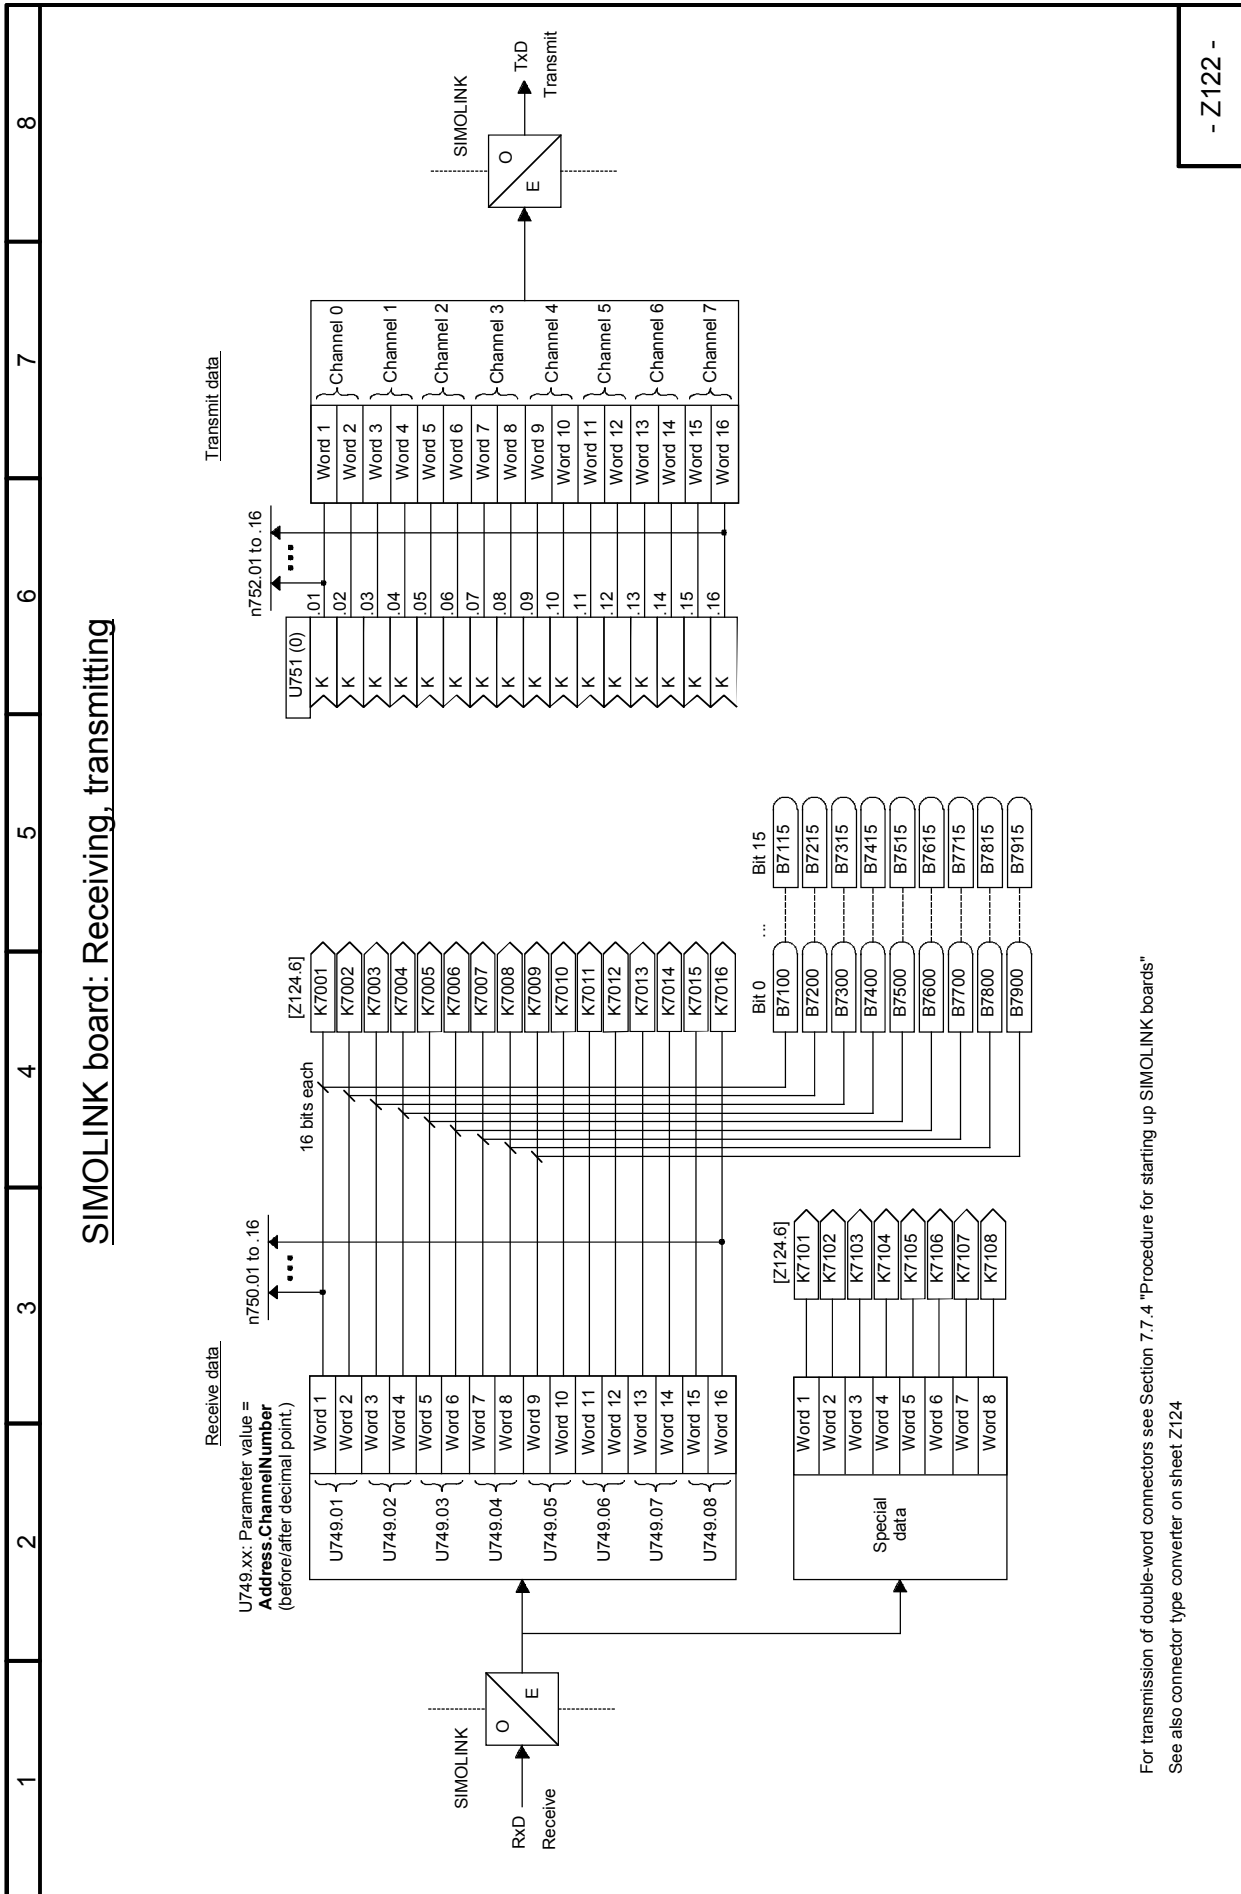 1 2 3 4 5 6 7 8
SIMOLINK board: Receiving, transmitting
Receive data
U749.xx: Parameter value =
Address.ChannelNumber
(before/after decimal point.)
n750.01 to .16
16 bits each
[Z124.6]
SIMOLINK
RxD
Receive
O
E
U749.01
U749.02
U749.03
U749.04
U749.05
U749.06
U749.07
U749.08
Word 1
Word 2
Word 3
Word 4
Word 5
Word 6
Word 7
Word 8
Word 9
Word 10
Word 11
Word 12
Word 13
Word 14
Word 15
Word 16
K7001
K7002
K7003
K7004
K7005
K7006
K7007
K7008
K7009
K7010
K7011
K7012
K7013
K7014
K7015
K7016
Special
data
Word 1
Word 2
Word 3
Word 4
Word 5
Word 6
Word 7
Word 8
[Z124.6]
K7101
K7102
K7103
K7104
K7105
K7106
K7107
K7108
Bit 0 ... Bit 15
B7100 B7115
B7200 B7215
B7300 B7315
B7400 B7415
B7500 B7515
B7600 B7615
B7700 B7715
B7800 B7815
B7900 B7915
Transmit data
n752.01 to .16
U751 (0)
K .01 Word 1
K .02 Word 2
K .03 Word 3
K .04 Word 4
K .05 Word 5
K .06 Word 6
K .07 Word 7
K .08 Word 8
K .09 Word 9
K .10 Word 10
K .11 Word 11
K .12 Word 12
K .13 Word 13
K .14 Word 14
K .15 Word 15
K .16 Word 16
Channel 0
Channel 1
Channel 2
Channel 3
Channel 4
Channel 5
Channel 6
Channel 7
SIMOLINK
O
E
TxD
Transmit
For transmission of double-word connectors see Section 7.7.4 "Procedure for starting up SIMOLINK boards"
See also connector type converter on sheet Z124
- Z122 -